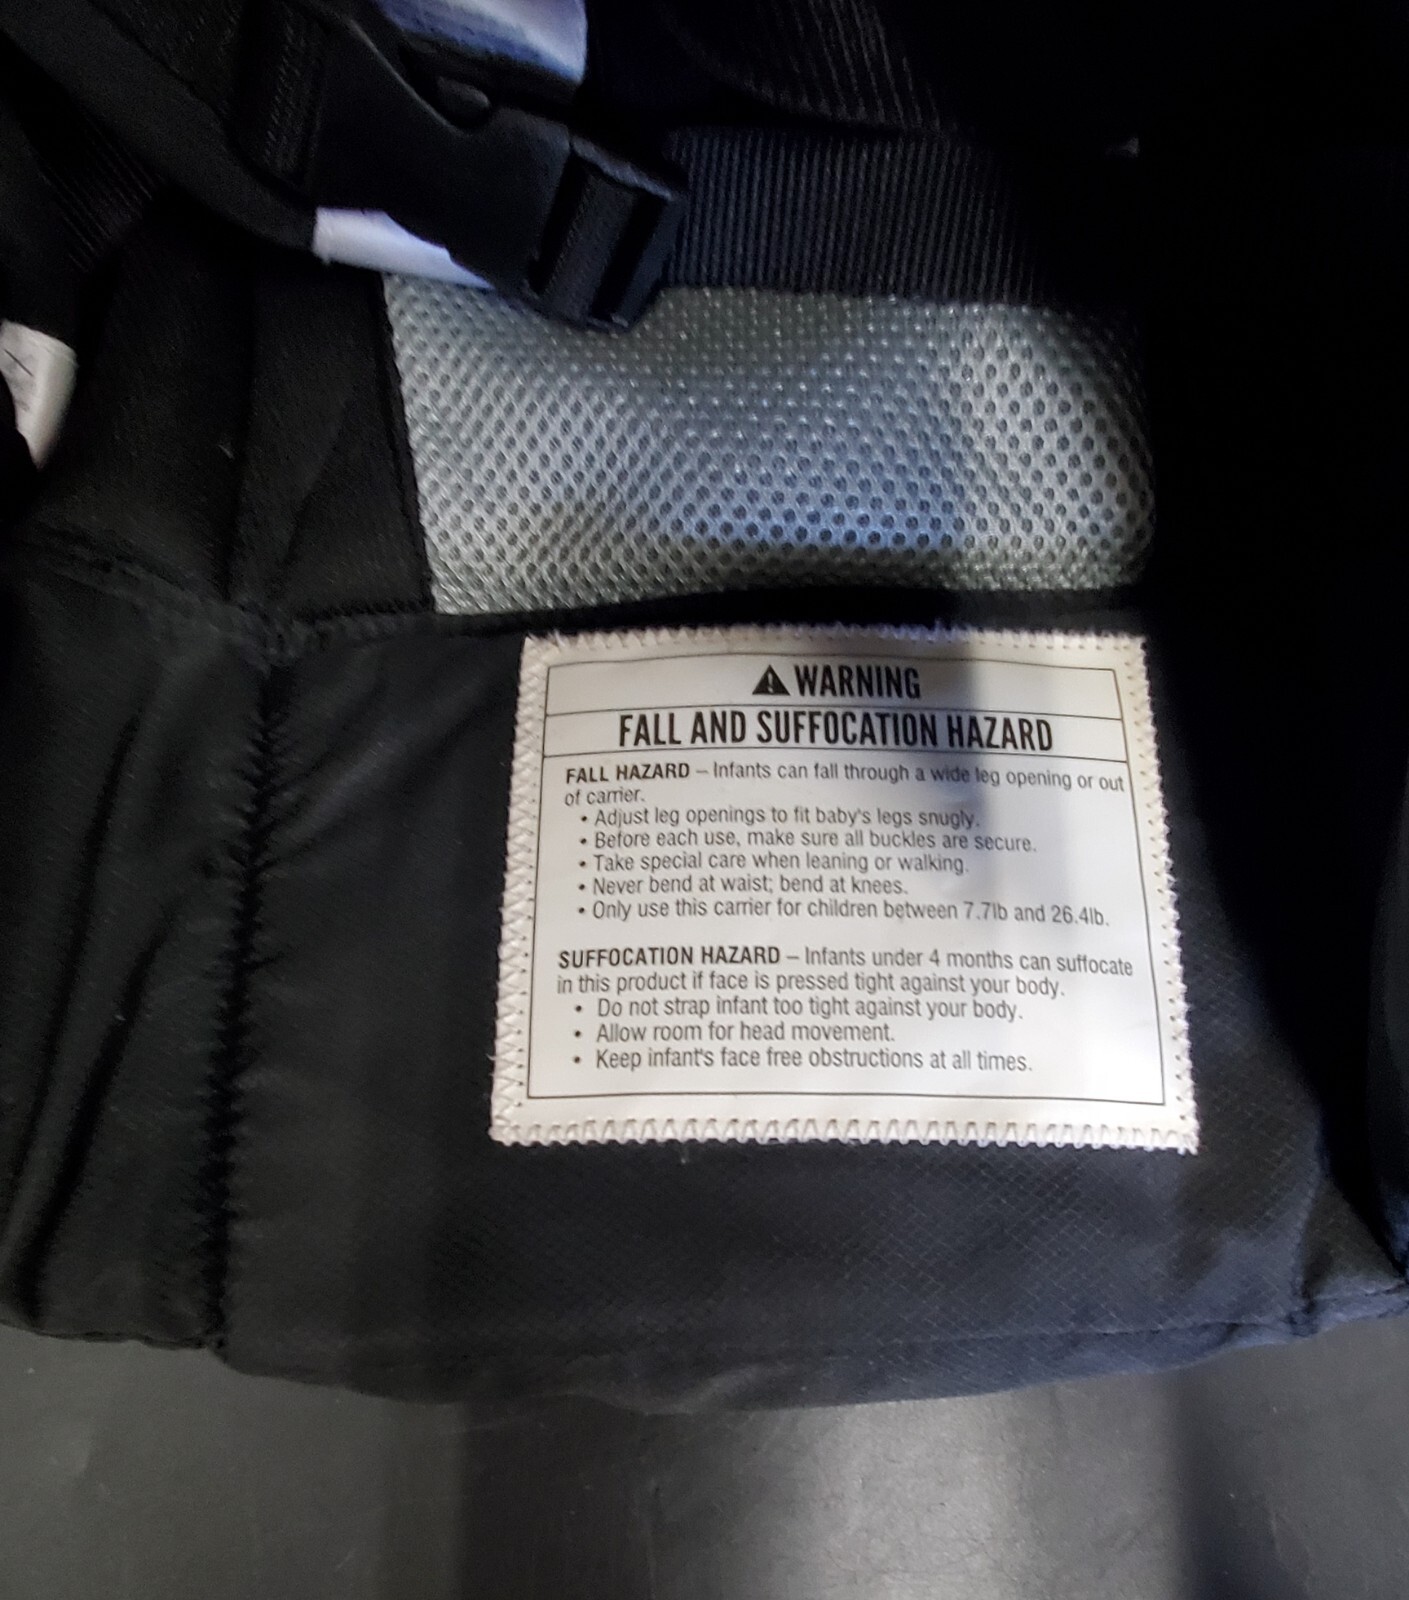 WARNING
FALL AND SUFFOCATION HAZARD
FALL HAZARD – Infants can fall through a wide leg opening or out
of carrier.
• Adjust leg openings to fit baby's legs snugly.
• Before each use, make sure all buckles are secure.
• Take special care when leaning or walking.
• Never bend at waist; bend at knees.
• Only use this carrier for children between 7.7lb and 26.4lb.
SUFFOCATION HAZARD – Infants under 4 months can suffocate
in this product if face is pressed tight against your body.
• Do not strap infant too tight against your body.
• Allow room for head movement.
• Keep infant's face free obstructions at all times.